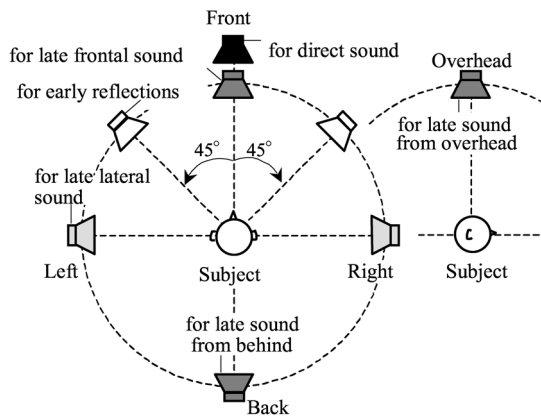 Front
for late frontal sound
for direct sound
for early reflections
Overhead
for late sound
from overhead
45° 45°
for late lateral
sound
Left
Subject
Right
Subject
for late sound
from behind
Back